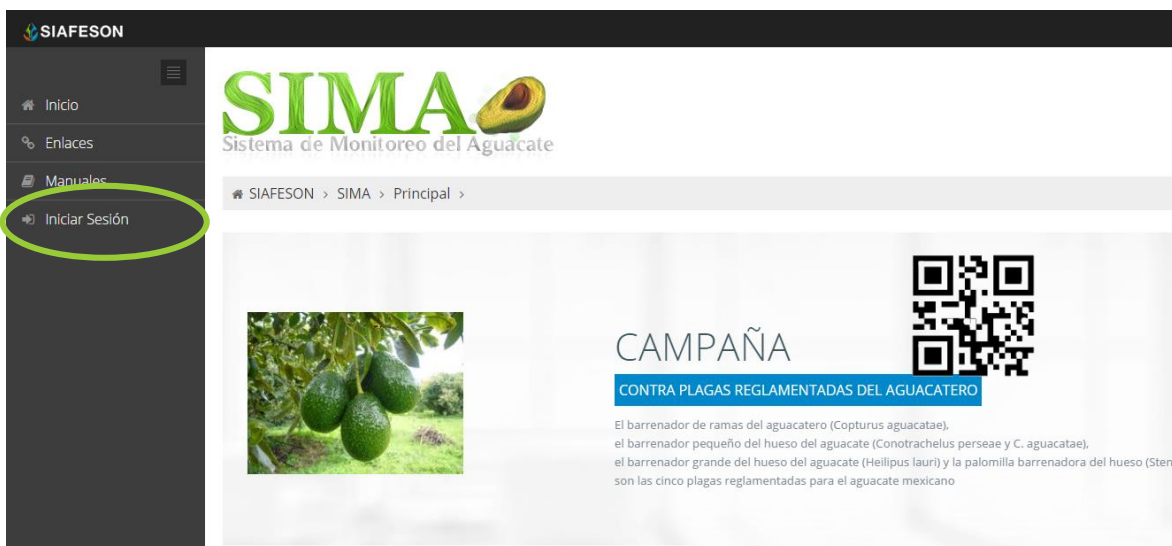 SIAFESON
Inicio
Enlaces
Manuales
Iniciar Sesión
SIMA
Sistema de Monitoreo del Aguacate
SIAFESON > SIMA > Principal >
CAMPAÑA
CONTRA PLAGAS REGLAMENTADAS DEL AGUACATERO
El barrenador de ramas del aguacatero (Copturus aguacatae),
el barrenador pequeño del hueso del aguacate (Conotrachelus perseae y C. aguacatae),
el barrenador grande del hueso del aguacate (Heilipus lauri) y la palomilla barrenadora del hueso (Sten
son las cinco plagas reglamentadas para el aguacate mexicano